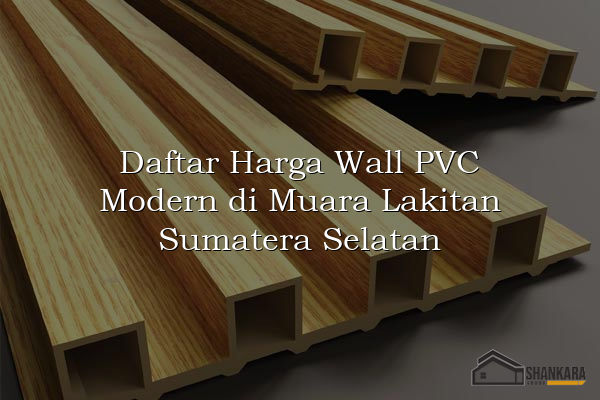 Daftar Harga Wall PVC
Modern di Muara Lakitan
Sumatera Selatan
SHANKARA